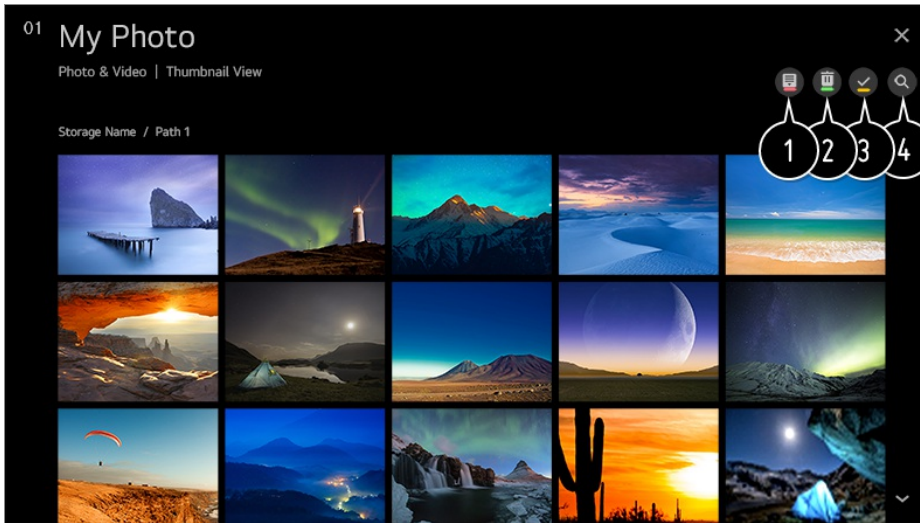 01
My Photo
Photo & Video | Thumbnail View
Storage Name / Path 1
1 2 3 4